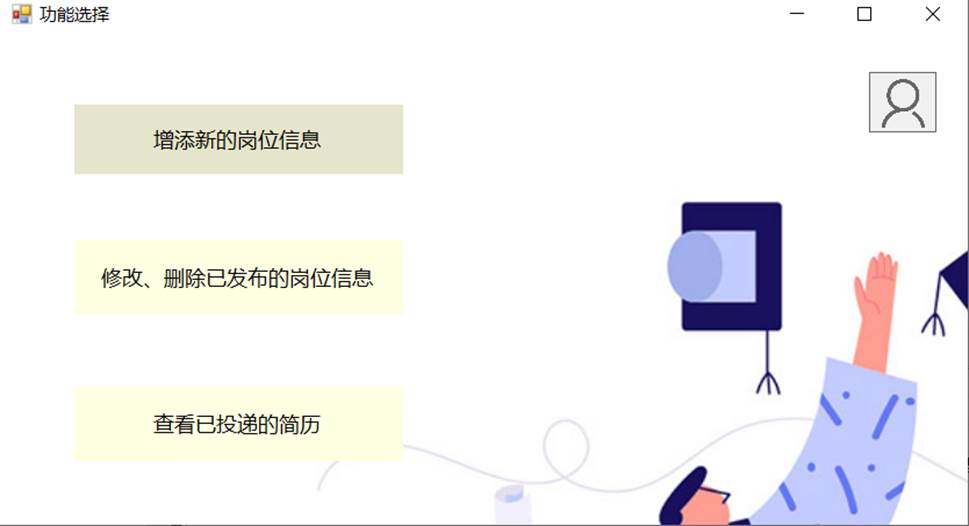 功能选择
增添新的岗位信息
修改、删除已发布的岗位信息
查看已投递的简历